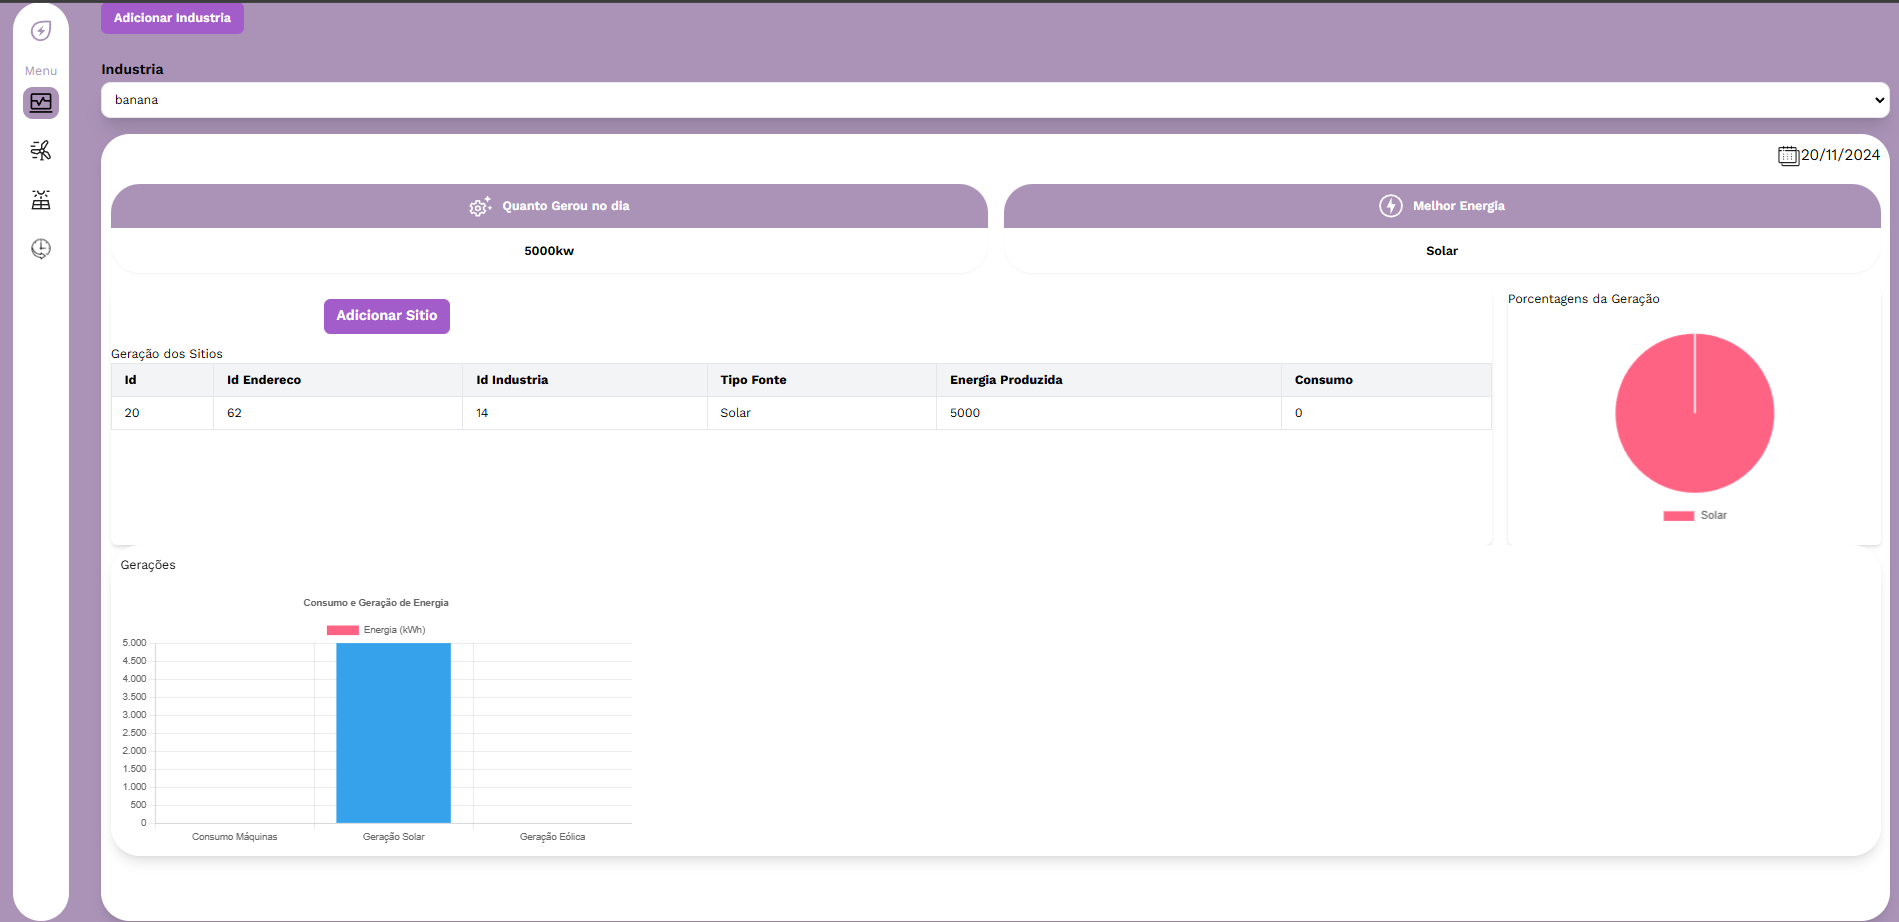 Adicionar Industria
Menu
Industria
banana
20/11/2024
Quanto Gerou no dia
5000kw
Melhor Energia
Solar
Adicionar Sitio
Geração dos Sitios
Id Id Endereco Id Industria Tipo Fonte Energia Produzida Consumo
20 62 14 Solar 5000 0
Porcentagens da Geração
Solar
Gerações
Consumo e Geração de Energia
Energia (kWh)
5.000
4.500
4.000
3.500
3.000
2.500
2.000
1.500
1.000
500
0
Consumo Máquinas Geração Solar Geração Eólica